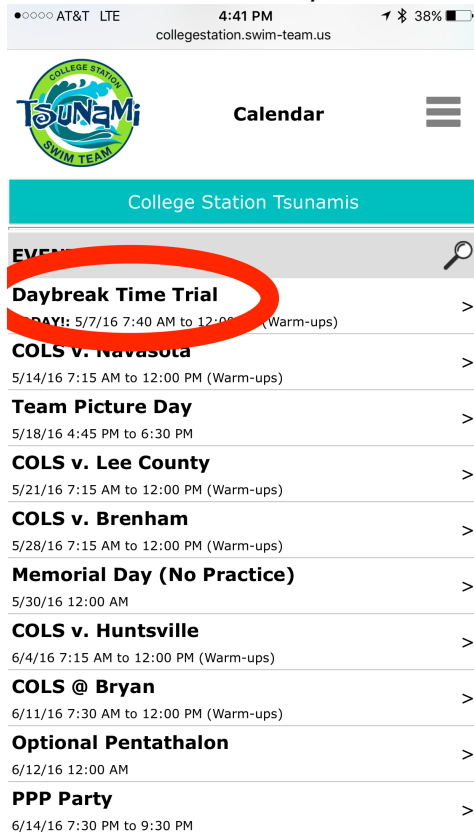 AT&T LTE 4:41 PM 38%
collegestation.swim-team.us
COLLEGE STATION
TSUNAMi
SWIM TEAM
Calendar
College Station Tsunamis
Daybreak Time Trial
5/7/16 7:40 AM to (Warm-ups)
>
COLS v. Navasota
5/14/16 7:15 AM to 12:00 PM (Warm-ups)
>
Team Picture Day
5/18/16 4:45 PM to 6:30 PM
>
COLS v. Lee County
5/21/16 7:15 AM to 12:00 PM (Warm-ups)
>
COLS v. Brenham
5/28/16 7:15 AM to 12:00 PM (Warm-ups)
>
Memorial Day (No Practice)
5/30/16 12:00 AM
>
COLS v. Huntsville
6/4/16 7:15 AM to 12:00 PM (Warm-ups)
>
COLS @ Bryan
6/11/16 7:30 AM to 12:00 PM (Warm-ups)
>
Optional Pentathalon
6/12/16 12:00 AM
>
PPP Party
6/14/16 7:30 PM to 9:30 PM
>